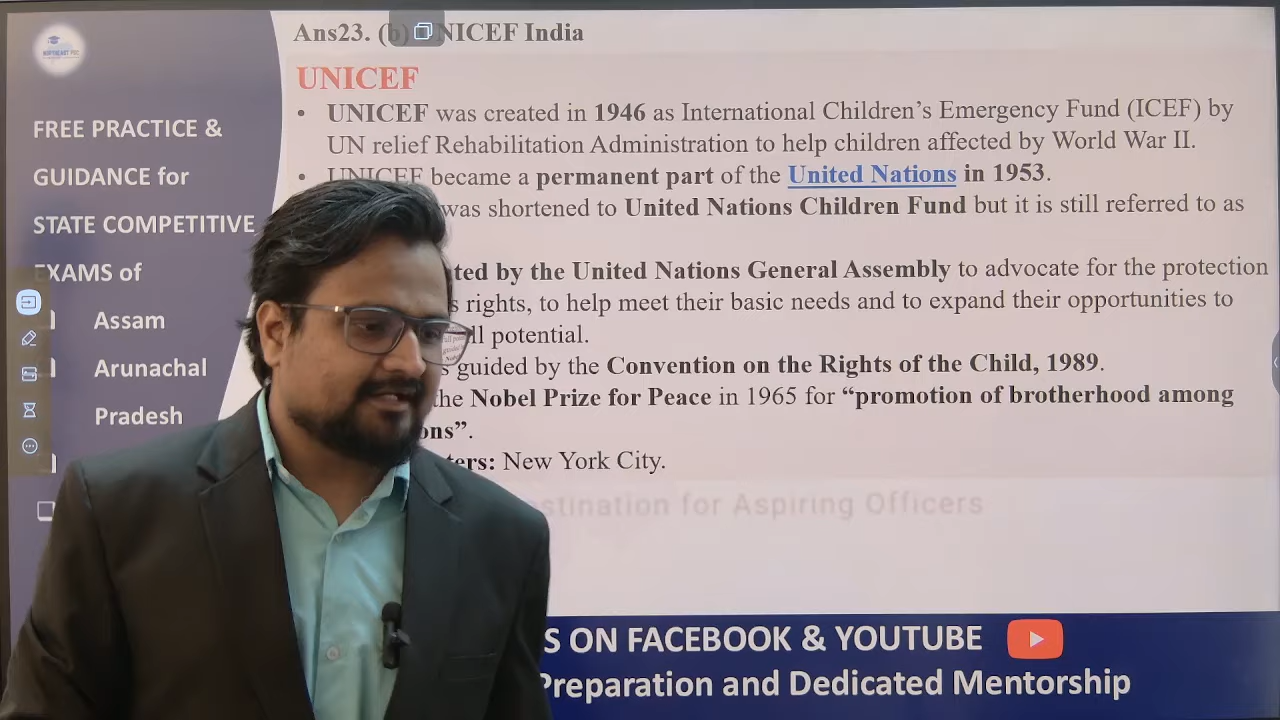 Ans23. (b) UNICEF India
UNICEF
• UNICEF was created in 1946 as International Children’s Emergency Fund (ICEF) by
UN relief Rehabilitation Administration to help children affected by World War II.
• UNICEF became a permanent part of the United Nations in 1953.
was shortened to United Nations Children Fund but it is still referred to as
by the United Nations General Assembly to advocate for the protection
rights, to help meet their basic needs and to expand their opportunities to
potential.
guided by the Convention on the Rights of the Child, 1989.
the Nobel Prize for Peace in 1965 for “promotion of brotherhood among
New York City.
for Aspiring Officers
FREE PRACTICE &
GUIDANCE for
STATE COMPETITIVE
EXAMS of
Assam
Arunachal
Pradesh
ON FACEBOOK & YOUTUBE
Preparation and Dedicated Mentorship